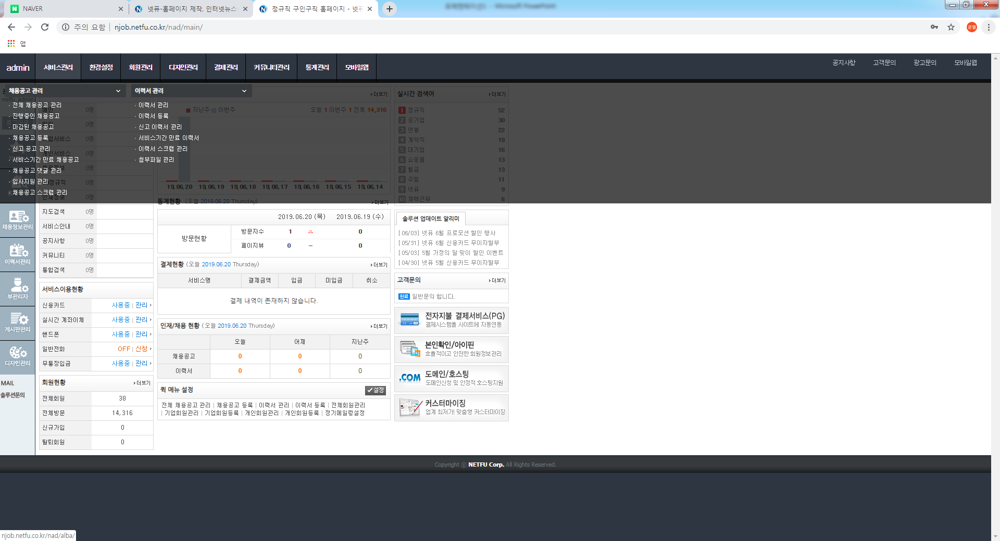 NAVER
넷퓨-홈페이지 제작, 인터넷뉴스
정규직 구인구직 홈페이지 - 넷퓨
주의 요함 | njob.netfu.co.kr/nad/main/
준영
앱
admin 서비스관리 환경설정 회원관리 디자인관리 결제관리 커뮤니티관리 통계관리 모바일웹
공지사항 고객문의 광고문의 모바일웹
채용공고 관리
· 전체 채용공고 관리
· 진행중인 채용공고
· 마감된 채용공고
· 채용공고 등록
· 신고 공고 관리
· 서비스기간 만료 채용공고
· 채용공고 댓글 관리
· 입사지원 관리
· 채용공고 스크랩 관리
이력서 관리
· 이력서 관리
· 이력서 등록
· 신고 이력서 관리
· 서비스기간 만료 이력서
· 이력서 스크랩 관리
· 첨부파일 관리
netfu_admin
메인 0명
0명
0명
개인서비스 0명
0명
정규직 0명
인재정보 0명
지도검색 0명
서비스안내 0명
공지사항 0명
커뮤니티 0명
통합검색 0명
채용정보관리
이력서관리
부관리자
게시판관리
디자인관리
MAIL
솔루션문의
서비스이용현황
신용카드 사용중 | 관리 ›
실시간 계좌이체 사용중 | 관리 ›
핸드폰 사용중 | 관리 ›
일반전화 OFF | 신청 ›
무통장입금 사용중 | 관리 ›
회원현황 › 더보기
전체회원 38
전체방문 14,316
신규가입 0
탈퇴회원 0
› 더보기
지난주 이번주 오늘 1 이번주 1 전체 14,316
19.06.20 19.06.19 19.06.18 19.06.17 19.06.16 19.06.15 19.06.14
통계현황 (오늘 2019.06.20 Thursday) › 더보기
2019.06.20 (목) 2019.06.19 (수)
방문현황
방문자수 1 △ 0
페이지뷰 0 – 0
결제현황 (오늘 2019.06.20 Thursday) › 더보기
서비스명 결제금액 입금 미입금 취소
결제 내역이 존재하지 않습니다.
인재/채용 현황 (오늘 2019.06.20 Thursday) › 더보기
오늘 어제 지난주
채용공고 0 0 0
이력서 0 0 0
퀵 메뉴 설정 ✔설정
전체 채용공고 관리 | 채용공고 등록 | 이력서 관리 | 이력서 등록 | 전체회원관리
| 기업회원관리 | 기업회원등록 | 개인회원관리 | 개인회원등록 | 정기메일링설정
실시간 검색어 › 더보기
1 정규직 52
2 공기업 30
3 연봉 22
4 계약직 19
5 대기업 16
6 쇼핑몰 13
7 월급 13
8 주말 11
9 넷퓨 9
10 재택근무 6
솔루션 업데이트 알리미
[06/03] 넷퓨 6월 프로모션 할인 행사
[05/31] 넷퓨 6월 신용카드 무이자할부
[05/03] 5월 가정의 달 맞이 할인 이벤트
[04/30] 넷퓨 5월 신용카드 무이자할부
고객문의 › 더보기
완료 일반문의 합니다.
전자지불 결제서비스(PG)
결제시스템을 사이트에 자동연동
본인확인/아이핀
효율적이고 안전한 회원정보관리
.COM 도메인/호스팅
도메인신청 및 안정적 호스팅지원
커스터마이징
업계 최저가! 맞춤형 커스터마이징
Copyright ⓒ NETFU Corp. All Rights Reserved.
njob.netfu.co.kr/nad/alba/